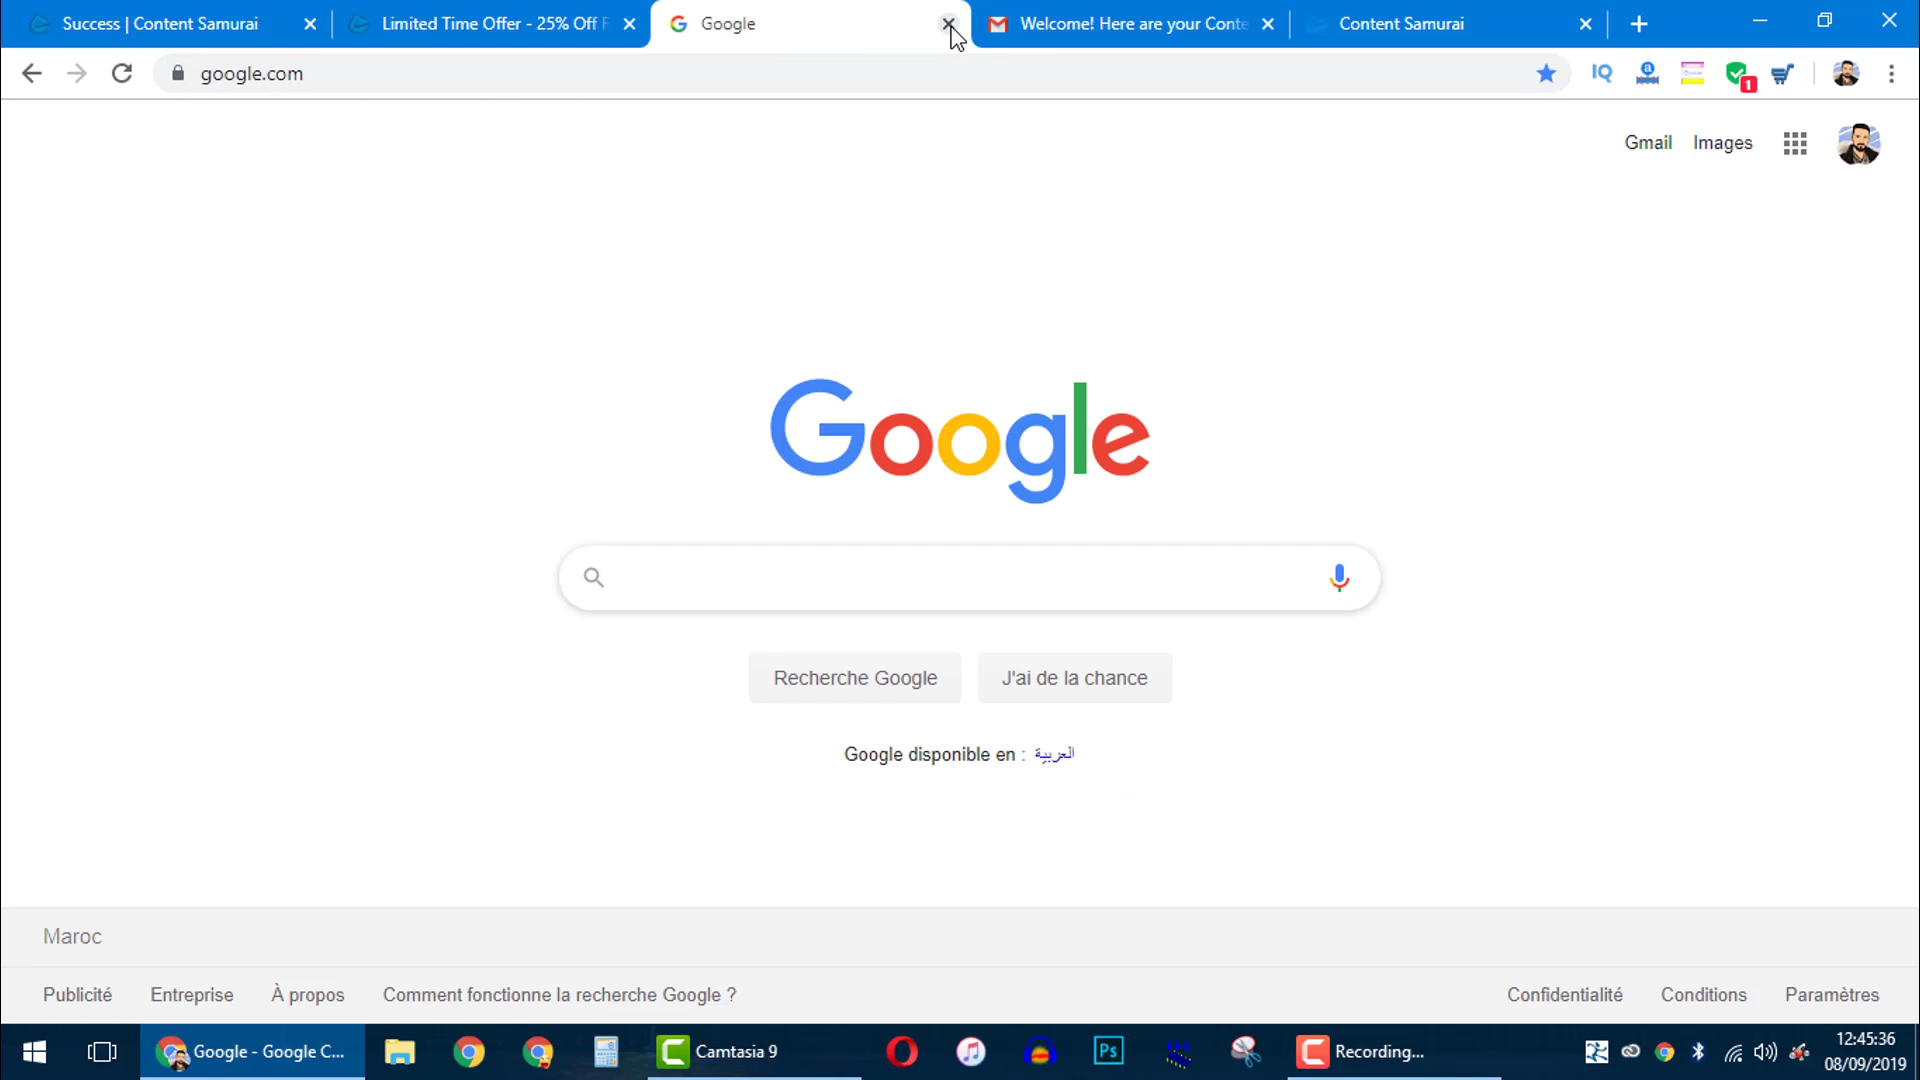 Success | Content Samurai
Limited Time Offer - 25% Off F
Google
Welcome! Here are your Conte
Content Samurai
google.com
IQ
a
1
Gmail
Images
Google
Recherche Google
J'ai de la chance
Google disponible en : العربية
Maroc
Publicité
Entreprise
À propos
Comment fonctionne la recherche Google ?
Confidentialité
Conditions
Paramètres
Google - Google C...
Camtasia 9
Ps
Recording...
12:45:36
08/09/2019